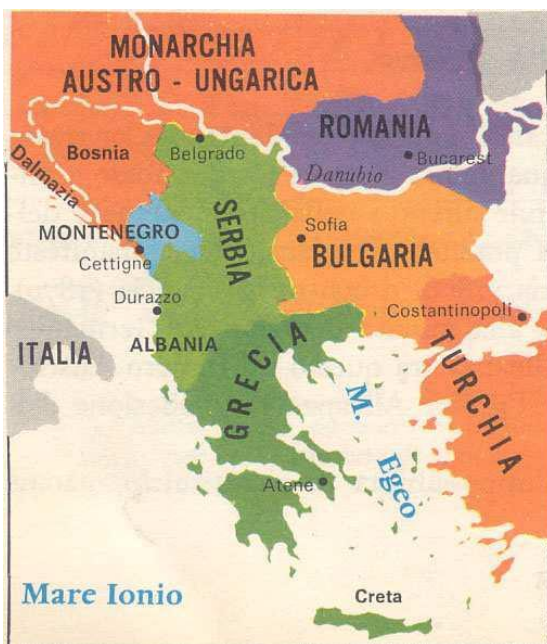 MONARCHIA
AUSTRO - UNGARICA
ROMANIA
Bosnia
Belgrado
Bucarest
Danubio
Dalmazia
SERBIA
MONTENEGRO
Sofia
BULGARIA
Cettigne
Durazzo
Costantinopoli
ITALIA
ALBANIA
GRECIA
TURCHIA
M.
Egeo
Atene
Mare Ionio
Creta